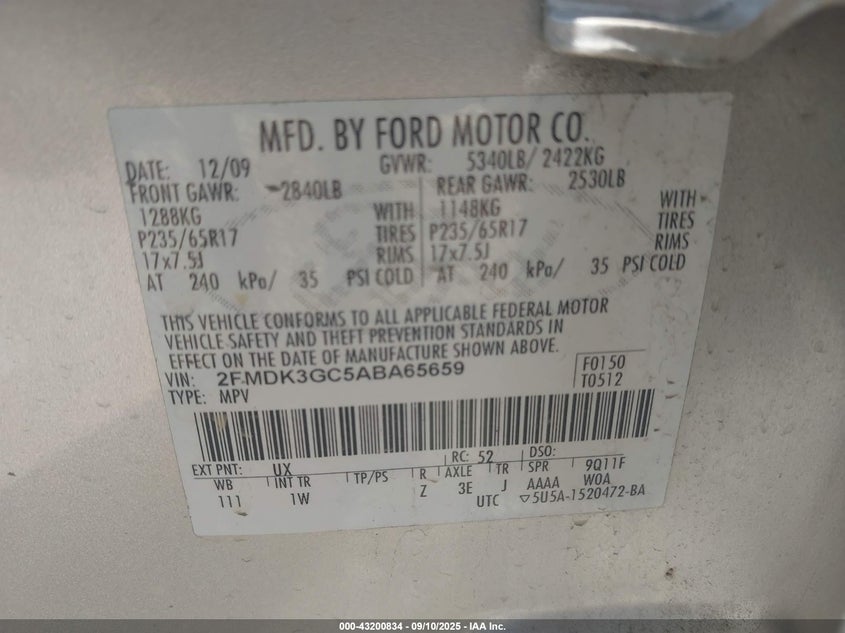 MFD. BY FORD MOTOR CO.
DATE: 12/09 GVWR: 5340LB/ 2422KG
FRONT GAWR: 2840LB REAR GAWR: 2530LB
1288KG WITH 1148KG WITH
P235/65R17 TIRES P235/65R17 TIRES
17x7.5J RIMS 17x7.5J RIMS
AT 240 kPa/ 35 PSI COLD AT 240 kPa/ 35 PSI COLD
THIS VEHICLE CONFORMS TO ALL APPLICABLE FEDERAL MOTOR
VEHICLE SAFETY AND THEFT PREVENTION STANDARDS IN
EFFECT ON THE DATE OF MANUFACTURE SHOWN ABOVE.
VIN: 2FMDK3GC5ABA65659 F0150
TYPE: MPV T0512
EXT PNT: UX RC: 52 DSO:
WB INT TR TP/PS R AXLE TR SPR 9Q11F
111 1W Z 3E J AAAA W0A
UTC ▽5U5A-1520472-BA
000-43200834 - 09/10/2025 - IAA Inc.